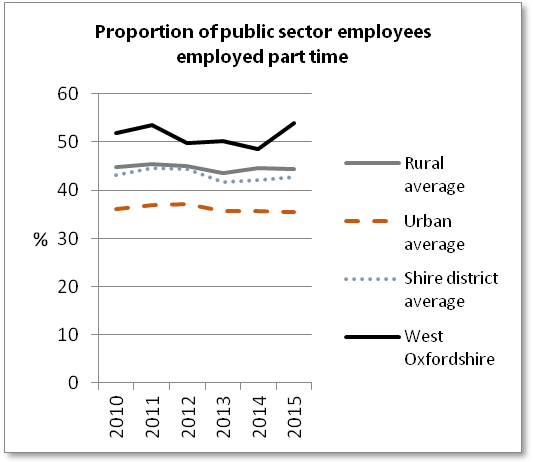 Proportion of public sector employees
employed part time
60
50
40
30
20
10
0
%
2010
2011
2012
2013
2014
2015
Rural
average
Urban
average
Shire district
average
West
Oxfordshire